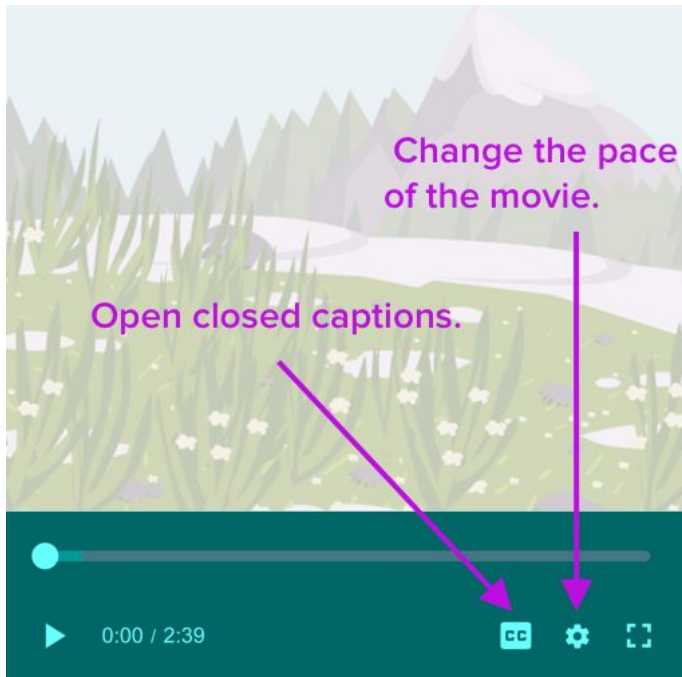 Change the pace
of the movie.
Open closed captions.
0:00 / 2:39
CC